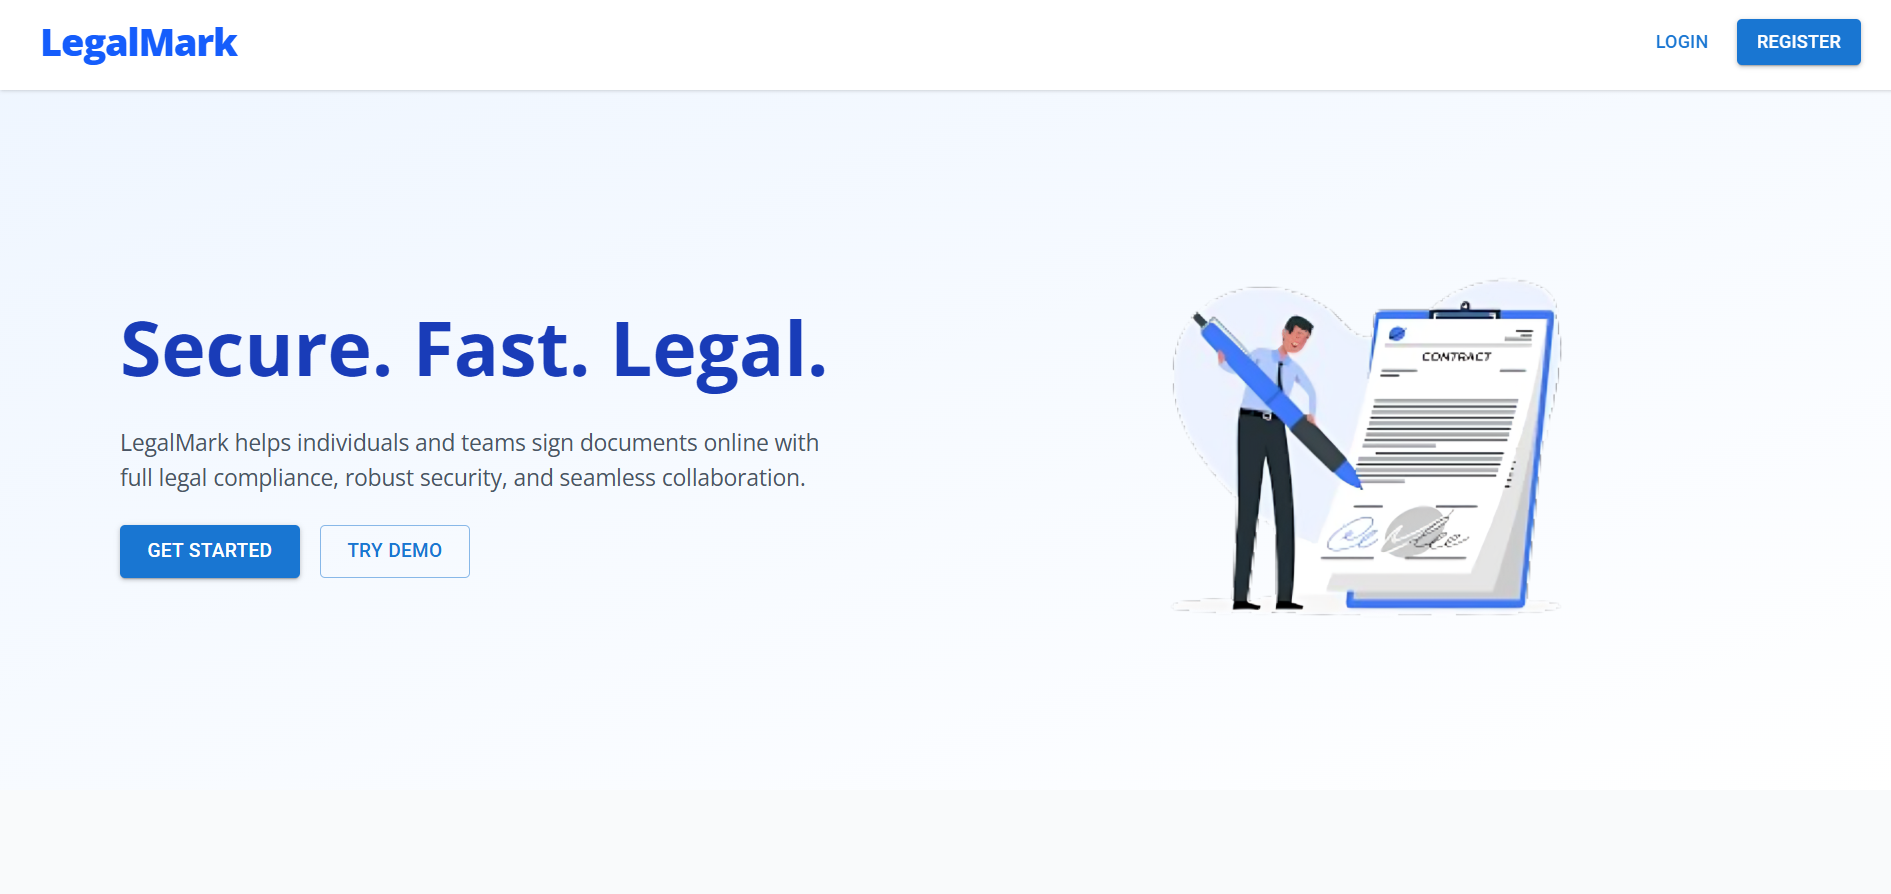 LegalMark
LOGIN
REGISTER
Secure. Fast. Legal.
LegalMark helps individuals and teams sign documents online with
full legal compliance, robust security, and seamless collaboration.
GET STARTED
TRY DEMO
CONTRACT